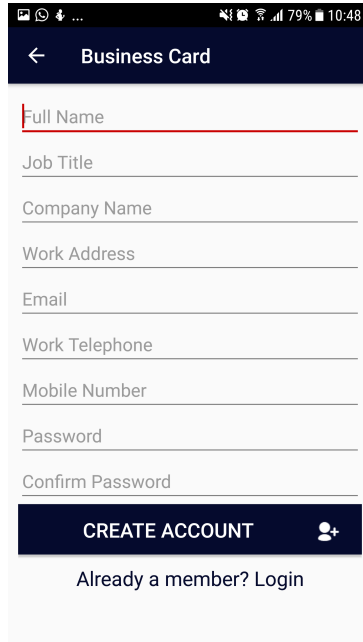 ... 79% 10:48
Business Card
Full Name
Job Title
Company Name
Work Address
Email
Work Telephone
Mobile Number
Password
Confirm Password
CREATE ACCOUNT
Already a member? Login